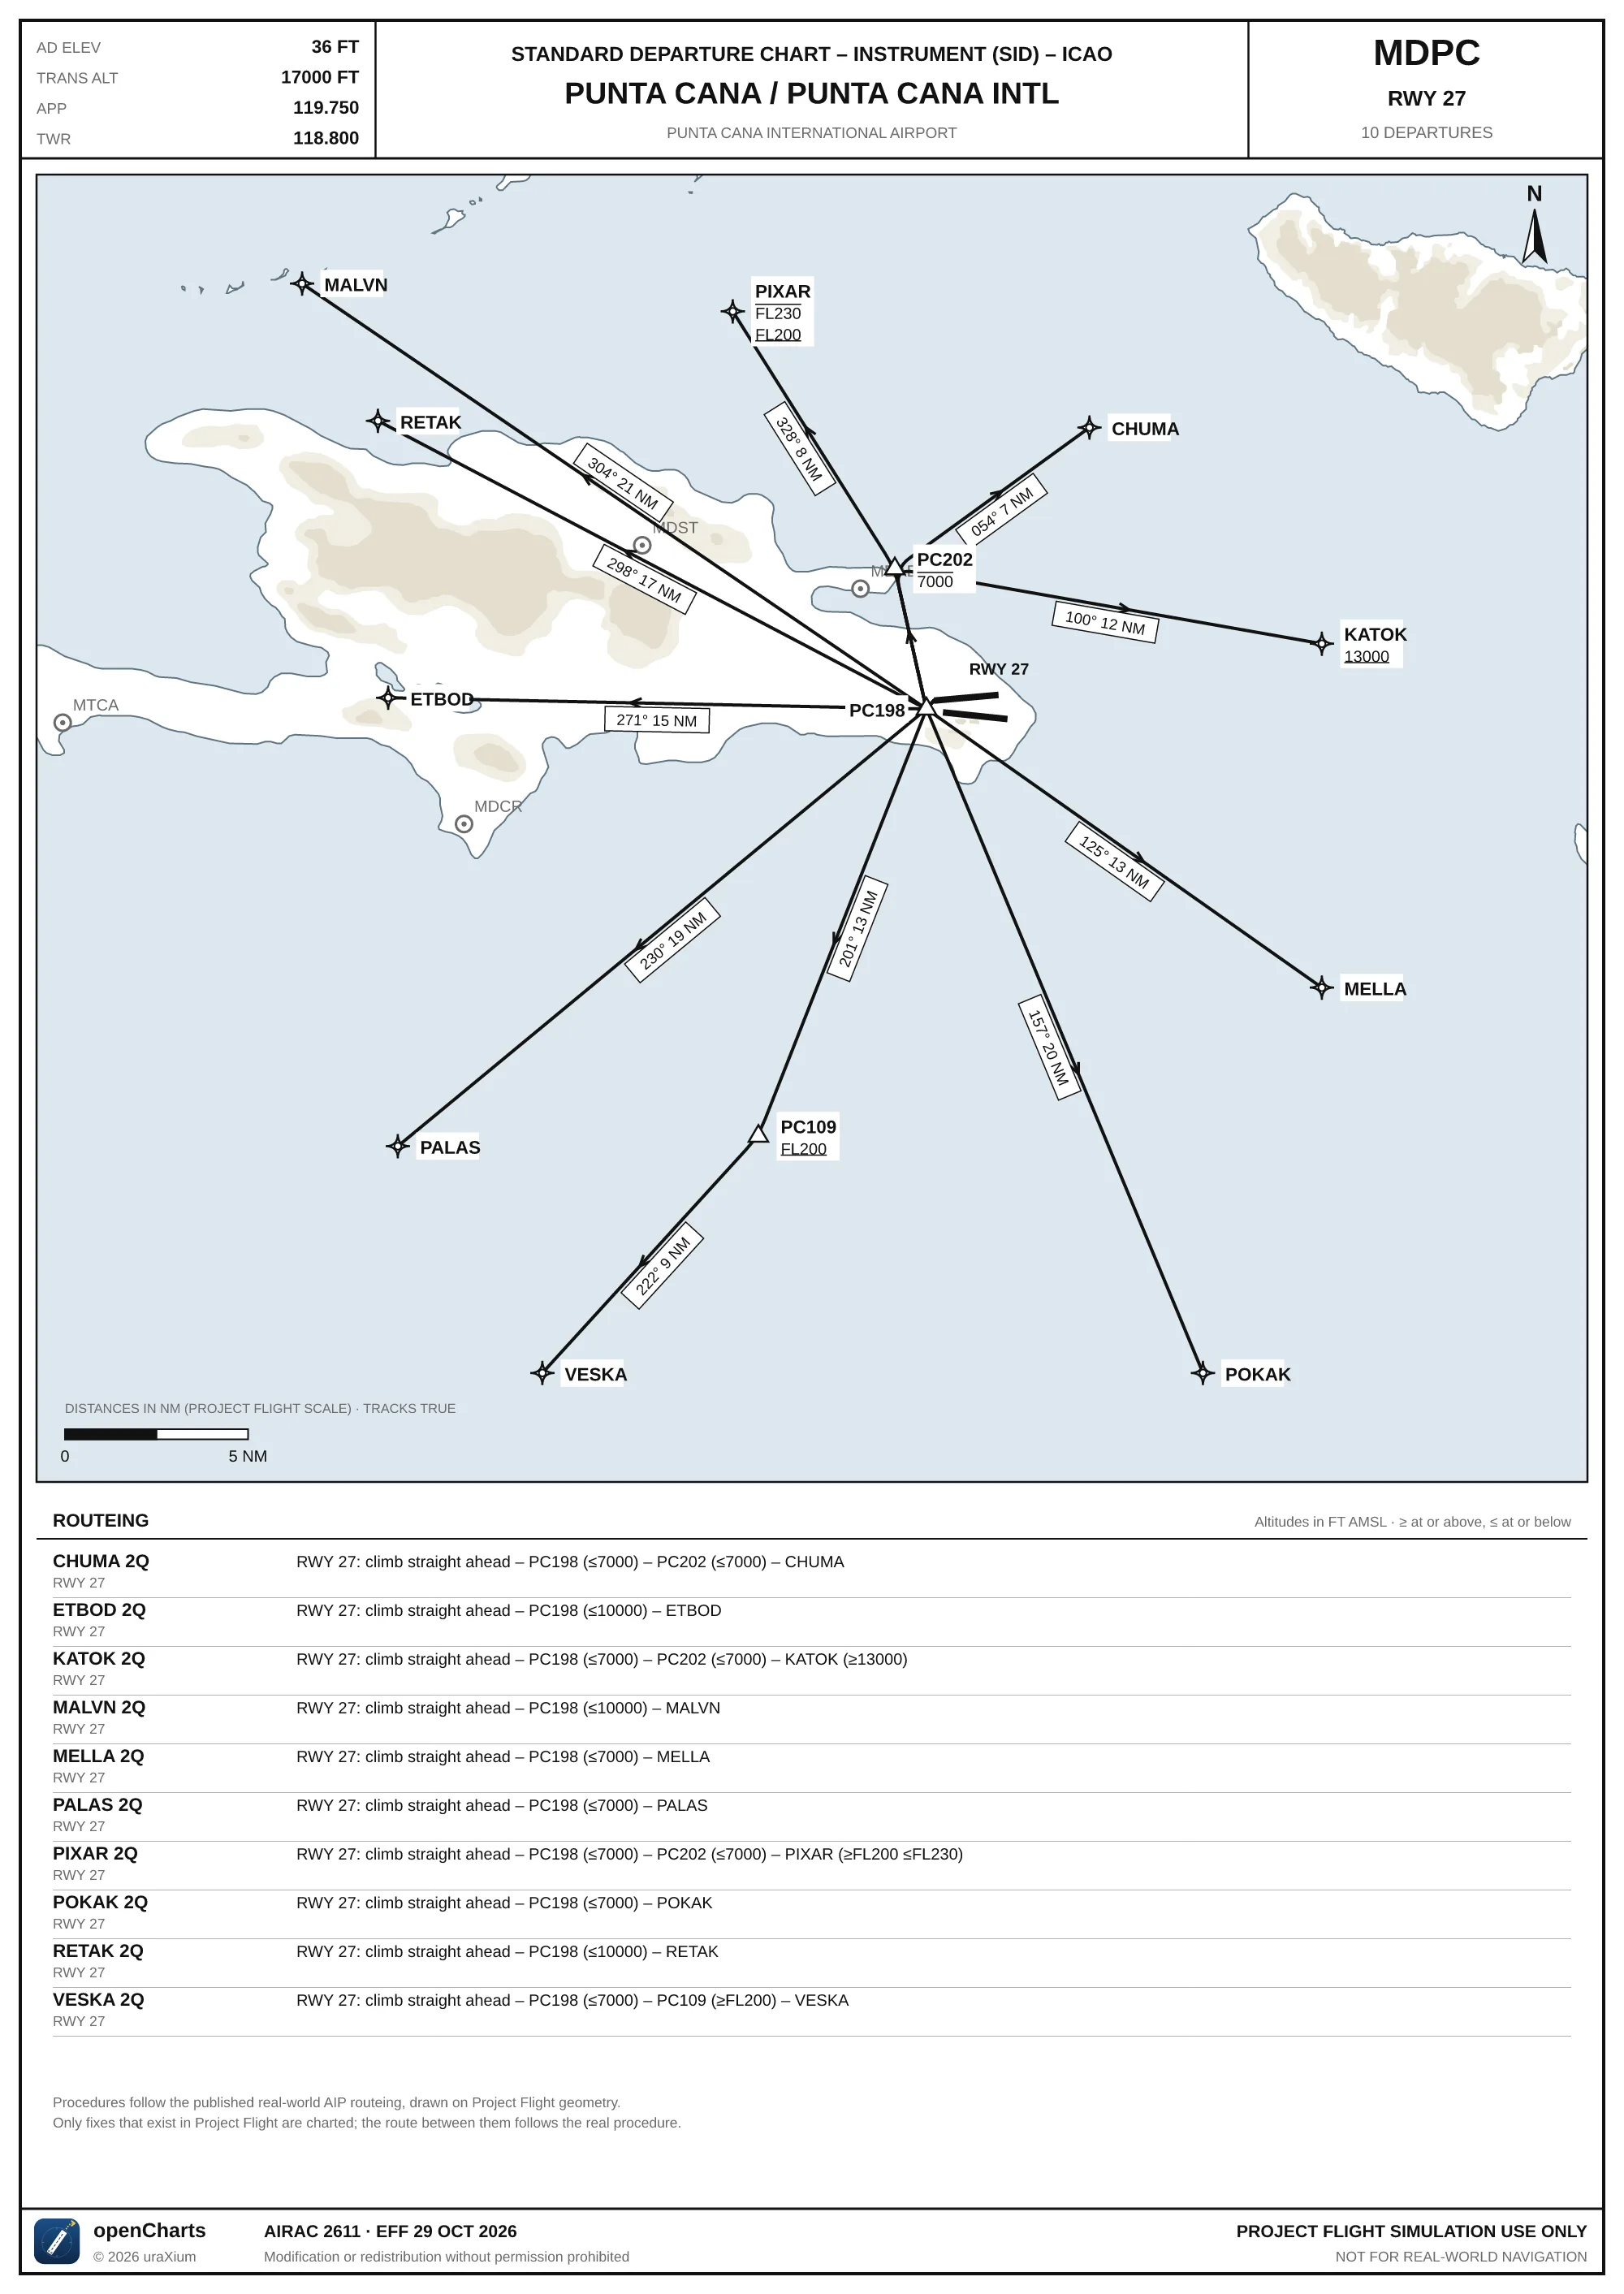 AD ELEV 36 FT
TRANS ALT 17000 FT
APP 119.750
TWR 118.800
STANDARD DEPARTURE CHART – INSTRUMENT (SID) – ICAO
PUNTA CANA / PUNTA CANA INTL
PUNTA CANA INTERNATIONAL AIRPORT
MDPC
RWY 27
10 DEPARTURES
N
MALVN
PIXAR
FL230
FL200
RETAK
CHUMA
328° 8 NM
304° 21 NM
054° 7 NM
MDST
298° 17 NM
PC202
7000
100° 12 NM
KATOK
13000
RWY 27
ETBOD
PC198
MTCA
271° 15 NM
MDCR
125° 13 NM
230° 19 NM
201° 13 NM
MELLA
157° 20 NM
PC109
FL200
PALAS
222° 9 NM
VESKA
POKAK
DISTANCES IN NM (PROJECT FLIGHT SCALE) · TRACKS TRUE
0 5 NM
ROUTEING
Altitudes in FT AMSL · ≥ at or above, ≤ at or below
CHUMA 2Q RWY 27: climb straight ahead – PC198 (≤7000) – PC202 (≤7000) – CHUMA
RWY 27
ETBOD 2Q RWY 27: climb straight ahead – PC198 (≤10000) – ETBOD
RWY 27
KATOK 2Q RWY 27: climb straight ahead – PC198 (≤7000) – PC202 (≤7000) – KATOK (≥13000)
RWY 27
MALVN 2Q RWY 27: climb straight ahead – PC198 (≤10000) – MALVN
RWY 27
MELLA 2Q RWY 27: climb straight ahead – PC198 (≤7000) – MELLA
RWY 27
PALAS 2Q RWY 27: climb straight ahead – PC198 (≤7000) – PALAS
RWY 27
PIXAR 2Q RWY 27: climb straight ahead – PC198 (≤7000) – PC202 (≤7000) – PIXAR (≥FL200 ≤FL230)
RWY 27
POKAK 2Q RWY 27: climb straight ahead – PC198 (≤7000) – POKAK
RWY 27
RETAK 2Q RWY 27: climb straight ahead – PC198 (≤10000) – RETAK
RWY 27
VESKA 2Q RWY 27: climb straight ahead – PC198 (≤7000) – PC109 (≥FL200) – VESKA
RWY 27
Procedures follow the published real-world AIP routeing, drawn on Project Flight geometry.
Only fixes that exist in Project Flight are charted; the route between them follows the real procedure.
openCharts
© 2026 uraXium
AIRAC 2611 · EFF 29 OCT 2026
Modification or redistribution without permission prohibited
PROJECT FLIGHT SIMULATION USE ONLY
NOT FOR REAL-WORLD NAVIGATION